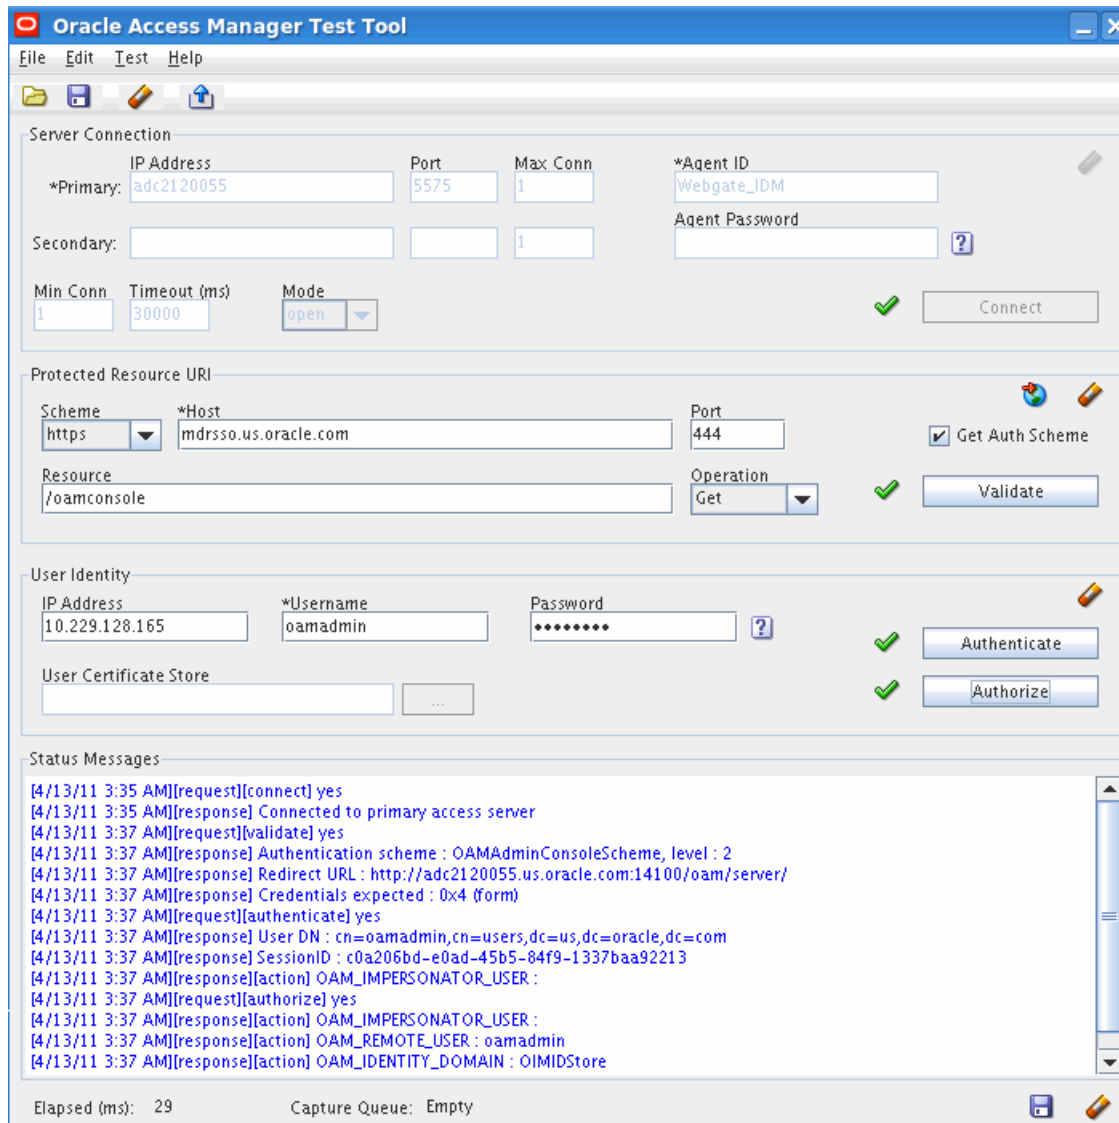 Oracle Access Manager Test Tool
File Edit Test Help
Server Connection
IP Address Port Max Conn *Agent ID
*Primary: adc2120055 5575 1 Webgate_IDM
Agent Password
Secondary: 1 ?
Min Conn Timeout (ms) Mode
1 30000 open Connect
Protected Resource URI
Scheme *Host Port
https mdrsso.us.oracle.com 444 Get Auth Scheme
Resource Operation
/oamconsole Get Validate
User Identity
IP Address *Username Password
10.229.128.165 oamadmin •••••••• ?
Authenticate
User Certificate Store
... Authorize
Status Messages
[4/13/11 3:35 AM][request][connect] yes
[4/13/11 3:35 AM][response] Connected to primary access server
[4/13/11 3:37 AM][request][validate] yes
[4/13/11 3:37 AM][response] Authentication scheme : OAMAdminConsoleScheme, level : 2
[4/13/11 3:37 AM][response] Redirect URL : http://adc2120055.us.oracle.com:14100/oam/server/
[4/13/11 3:37 AM][response] Credentials expected : 0x4 (form)
[4/13/11 3:37 AM][request][authenticate] yes
[4/13/11 3:37 AM][response] User DN : cn=oamadmin,cn=users,dc=us,dc=oracle,dc=com
[4/13/11 3:37 AM][response] SessionID : c0a206bd-e0ad-45b5-84f9-1337baa92213
[4/13/11 3:37 AM][response][action] OAM_IMPERSONATOR_USER :
[4/13/11 3:37 AM][request][authorize] yes
[4/13/11 3:37 AM][response][action] OAM_IMPERSONATOR_USER :
[4/13/11 3:37 AM][response][action] OAM_REMOTE_USER : oamadmin
[4/13/11 3:37 AM][response][action] OAM_IDENTITY_DOMAIN : OIMIDStore
Elapsed (ms): 29 Capture Queue: Empty